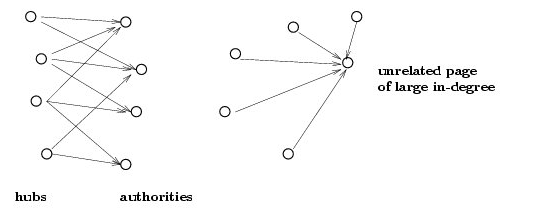 unrelated page
of large in-degree
hubs
authorities